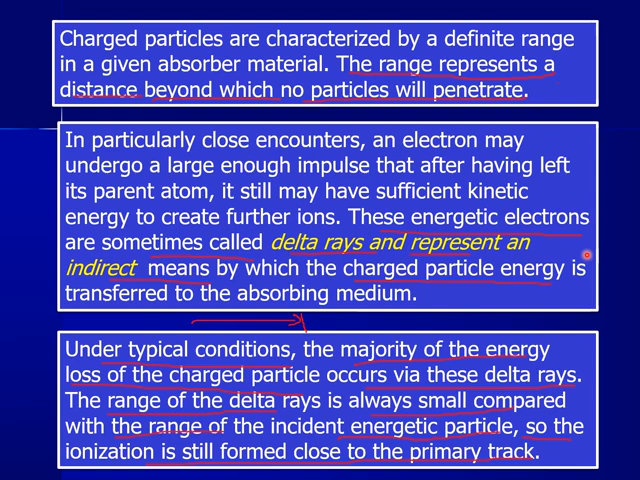 Charged particles are characterized by a definite range
in a given absorber material. The range represents a
distance beyond which no particles will penetrate.
In particularly close encounters, an electron may
undergo a large enough impulse that after having left
its parent atom, it still may have sufficient kinetic
energy to create further ions. These energetic electrons
are sometimes called delta rays and represent an
indirect means by which the charged particle energy is
transferred to the absorbing medium.
Under typical conditions, the majority of the energy
loss of the charged particle occurs via these delta rays.
The range of the delta rays is always small compared
with the range of the incident energetic particle, so the
ionization is still formed close to the primary track.